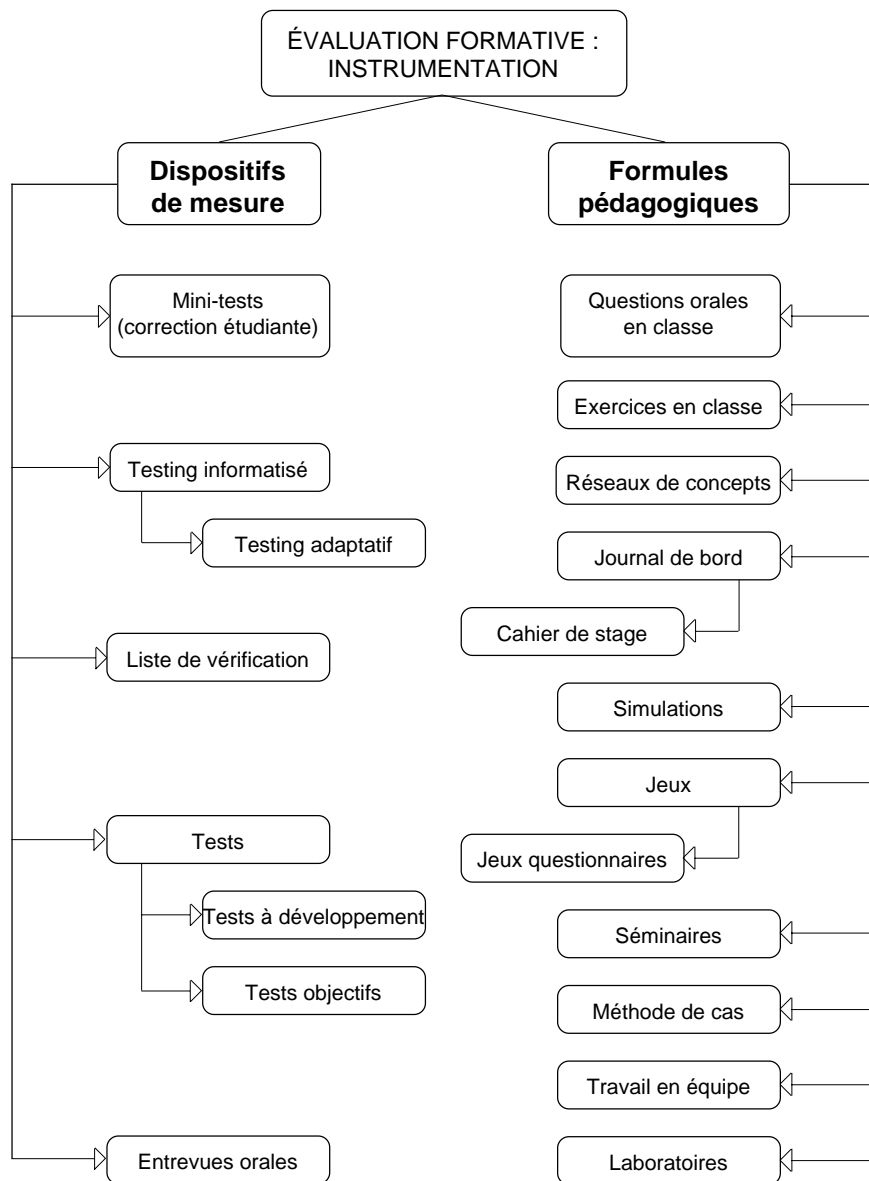 ÉVALUATION FORMATIVE :
INSTRUMENTATION
Dispositifs
de mesure
Mini-tests
(correction étudiante)
Testing informatisé
Testing adaptatif
Liste de vérification
Tests
Tests à développement
Tests objectifs
Entrevues orales
Formules
pédagogiques
Questions orales
en classe
Exercices en classe
Réseaux de concepts
Journal de bord
Cahier de stage
Simulations
Jeux
Jeux questionnaires
Séminaires
Méthode de cas
Travail en équipe
Laboratoires